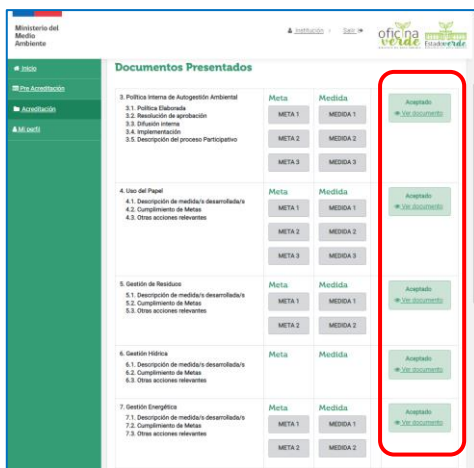 Ministerio del
Medio
Ambiente
Institución
Salir
oficina
verde
Estadoverde
Inicio
Pre Acreditación
Acreditación
Mi perfil
Documentos Presentados
3. Política Interna de Autogestión Ambiental
3.1. Política Elaborada
3.2. Resolución de aprobación
3.3. Difusión interna
3.4. Implementación
3.5. Descripción del proceso Participativo
Meta
Medida
META 1
MEDIDA 1
META 2
MEDIDA 2
META 3
MEDIDA 3
Aceptado
Ver documento
4. Uso del Papel
4.1. Descripción de medida/s desarrollada/s
4.2. Cumplimiento de Metas
4.3. Otras acciones relevantes
Meta
Medida
META 1
MEDIDA 1
META 2
MEDIDA 2
META 3
MEDIDA 3
Aceptado
Ver documento
5. Gestión de Residuos
5.1. Descripción de medida/s desarrollada/s
5.2. Cumplimiento de Metas
5.3. Otras acciones relevantes
Meta
Medida
META 1
MEDIDA 1
META 2
MEDIDA 2
Aceptado
Ver documento
6. Gestión Hídrica
6.1. Descripción de medida/s desarrollada/s
6.2. Cumplimiento de Metas
6.3. Otras acciones relevantes
Meta
Medida
Aceptado
Ver documento
7. Gestión Energética
7.1. Descripción de medida/s desarrollada/s
7.2. Cumplimiento de Metas
7.3. Otras acciones relevantes
Meta
Medida
META 1
MEDIDA 1
META 2
MEDIDA 2
Aceptado
Ver documento